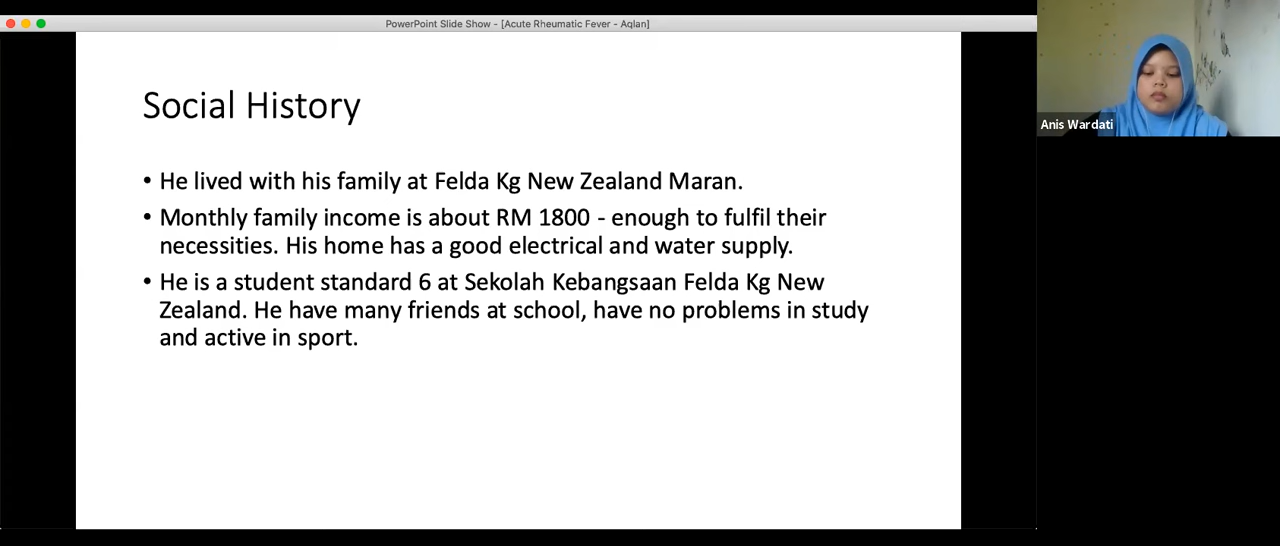 PowerPoint Slide Show - [Acute Rheumatic Fever - Aqlan]
Social History
• He lived with his family at Felda Kg New Zealand Maran.
• Monthly family income is about RM 1800 - enough to fulfil their
necessities. His home has a good electrical and water supply.
• He is a student standard 6 at Sekolah Kebangsaan Felda Kg New
Zealand. He have many friends at school, have no problems in study
and active in sport.
Anis Wardati